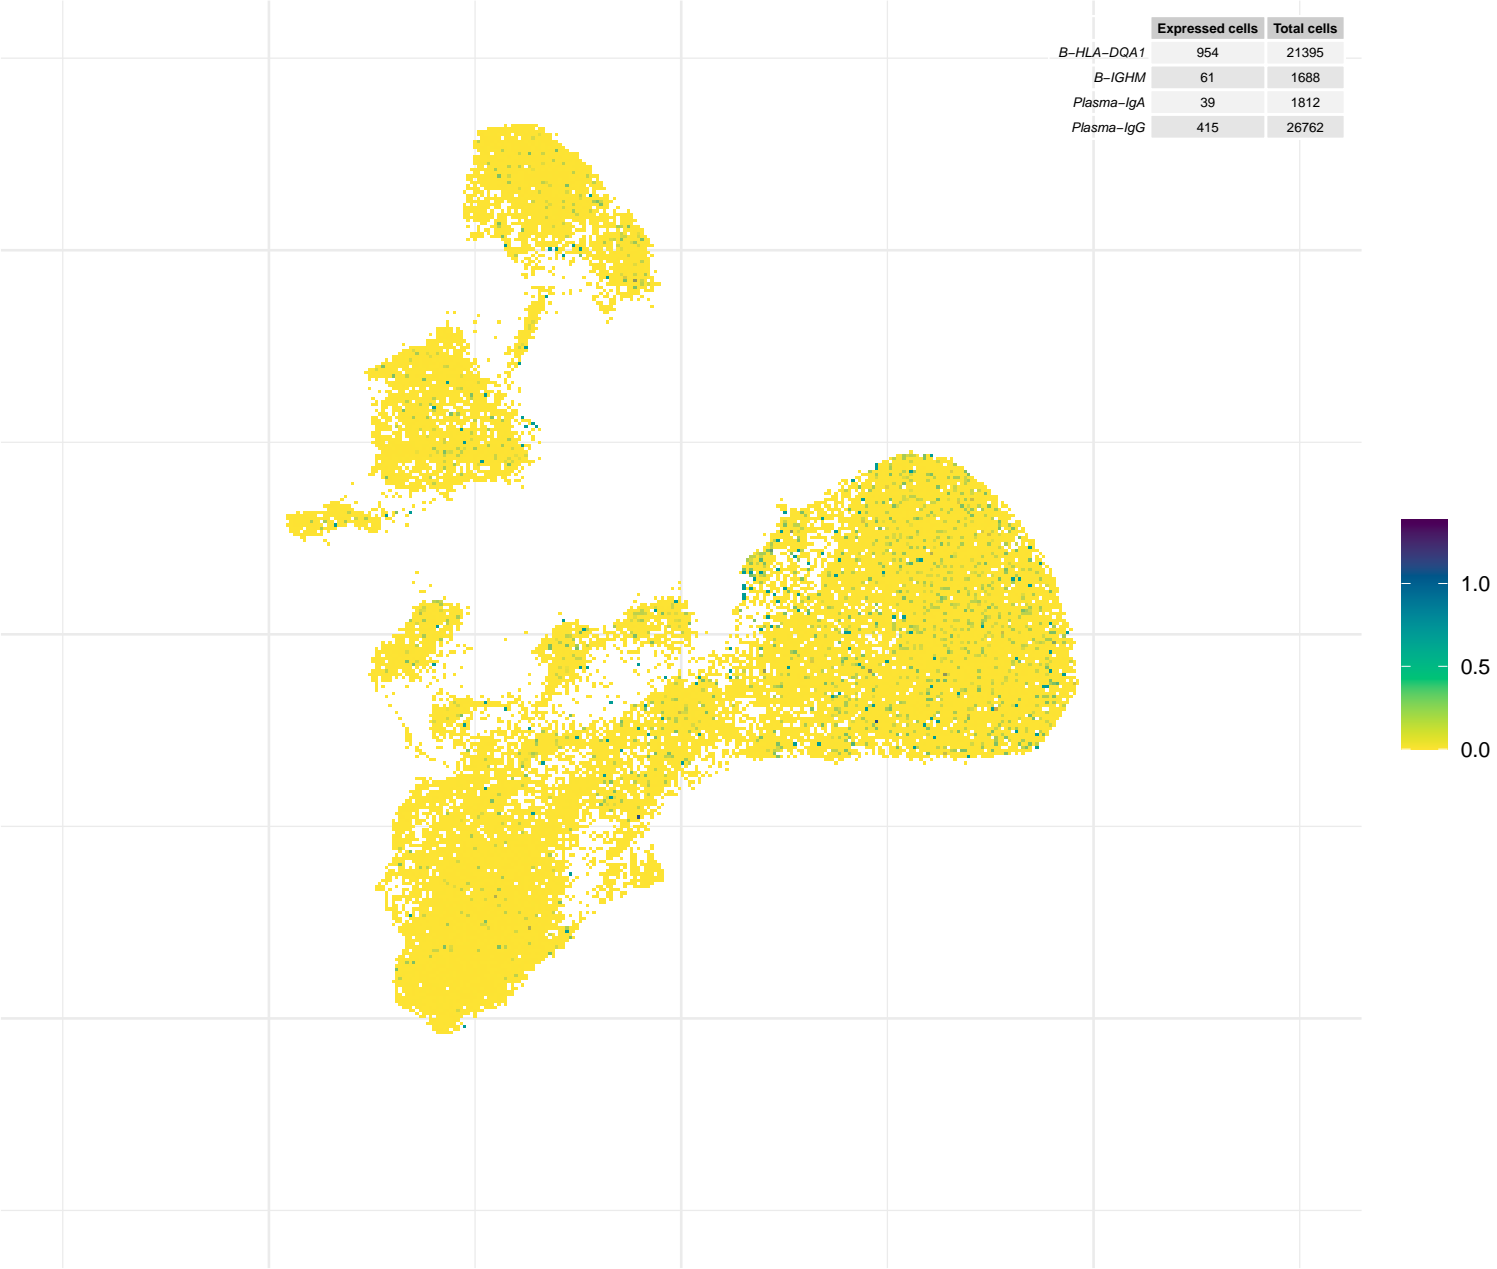 Expressed cells Total cells
B−HLA−DQA1 954 21395
B−IGHM 61 1688
Plasma−IgA 39 1812
Plasma−IgG 415 26762
1.0
0.5
0.0